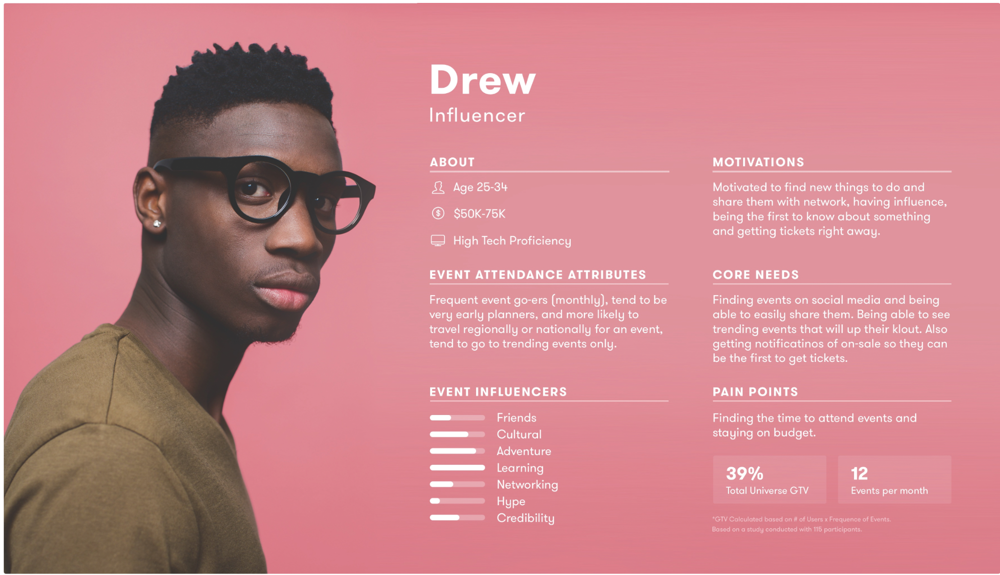 Drew
Influencer
ABOUT
Age 25-34
$50K-75K
High Tech Proficiency
EVENT ATTENDANCE ATTRIBUTES
Frequent event go-ers (monthly), tend to be
very early planners, and more likely to
travel regionally or nationally for an event,
tend to go to trending events only.
EVENT INFLUENCERS
Friends
Cultural
Adventure
Learning
Networking
Hype
Credibility
MOTIVATIONS
Motivated to find new things to do and
share them with network, having influence,
being the first to know about something
and getting tickets right away.
CORE NEEDS
Finding events on social media and being
able to easily share them. Being able to see
trending events that will up their klout. Also
getting notificatinos of on-sale so they can
be the first to get tickets.
PAIN POINTS
Finding the time to attend events and
staying on budget.
39%
Total Universe GTV
12
Events per month
*GTV Calculated based on # of Users x Frequence of Events.
Based on a study conducted with 115 participants.